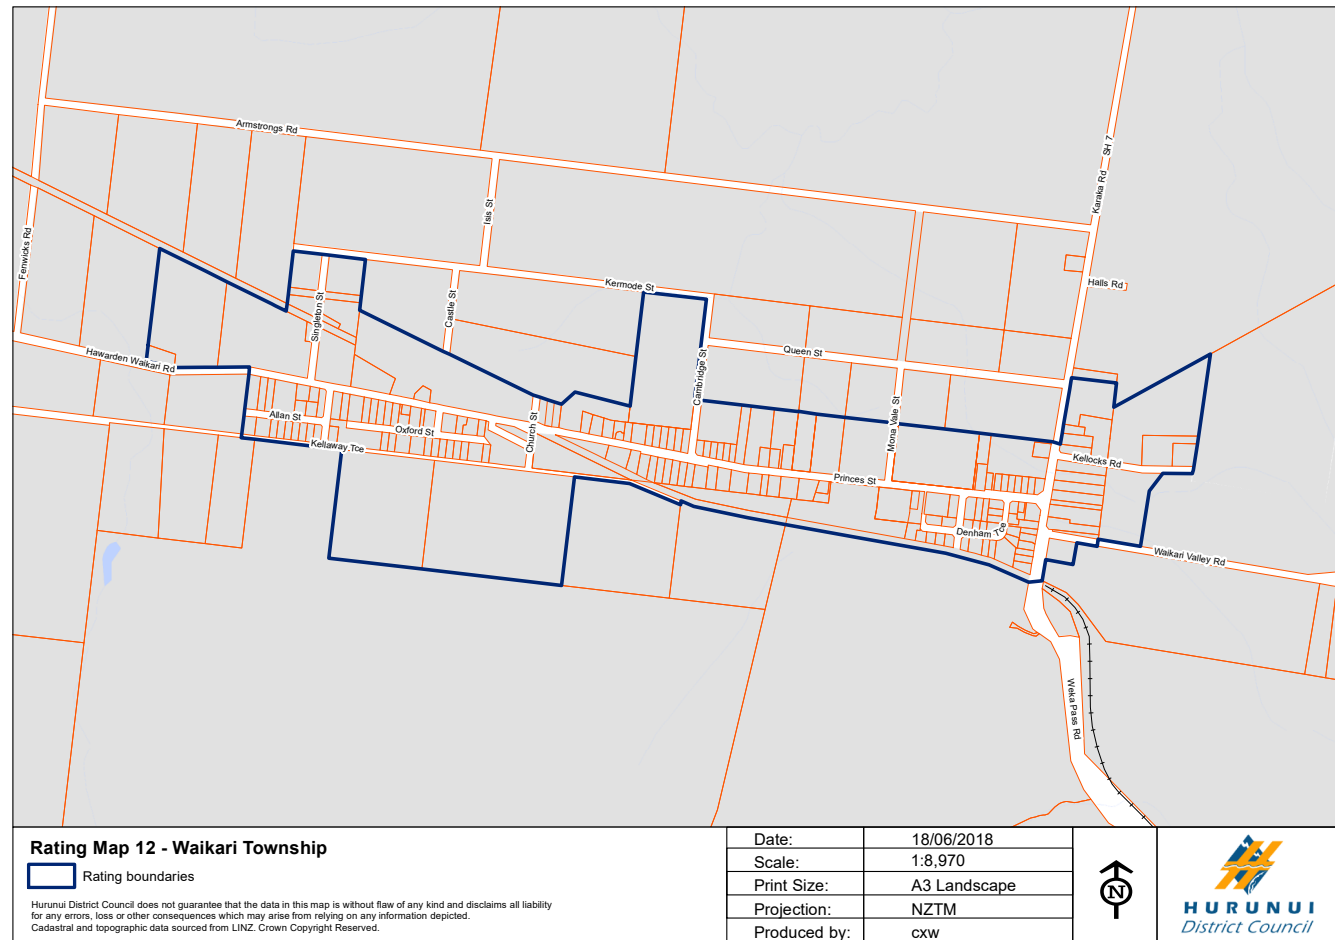 Armstrongs Rd
Karaka Rd SH 7
Isis St
Fenwicks Rd
Kermode St
Halls Rd
Singleton St
Castle St
Hawarden Waikari Rd
Queen St
Cambridge St
Allan St
Oxford St
Church St
Mona Vale St
Kellaway Tce
Kellocks Rd
Princes St
Denham Tce
Waikari Valley Rd
Weka Pass Rd
Rating Map 12 - Waikari Township
Rating boundaries
Hurunui District Council does not guarantee that the data in this map is without flaw of any kind and disclaims all liability
for any errors, loss or other consequences which may arise from relying on any information depicted.
Cadastral and topographic data sourced from LINZ. Crown Copyright Reserved.
Date: 18/06/2018
Scale: 1:8,970
Print Size: A3 Landscape
Projection: NZTM
Produced by: cxw
N
HURUNUI
District Council